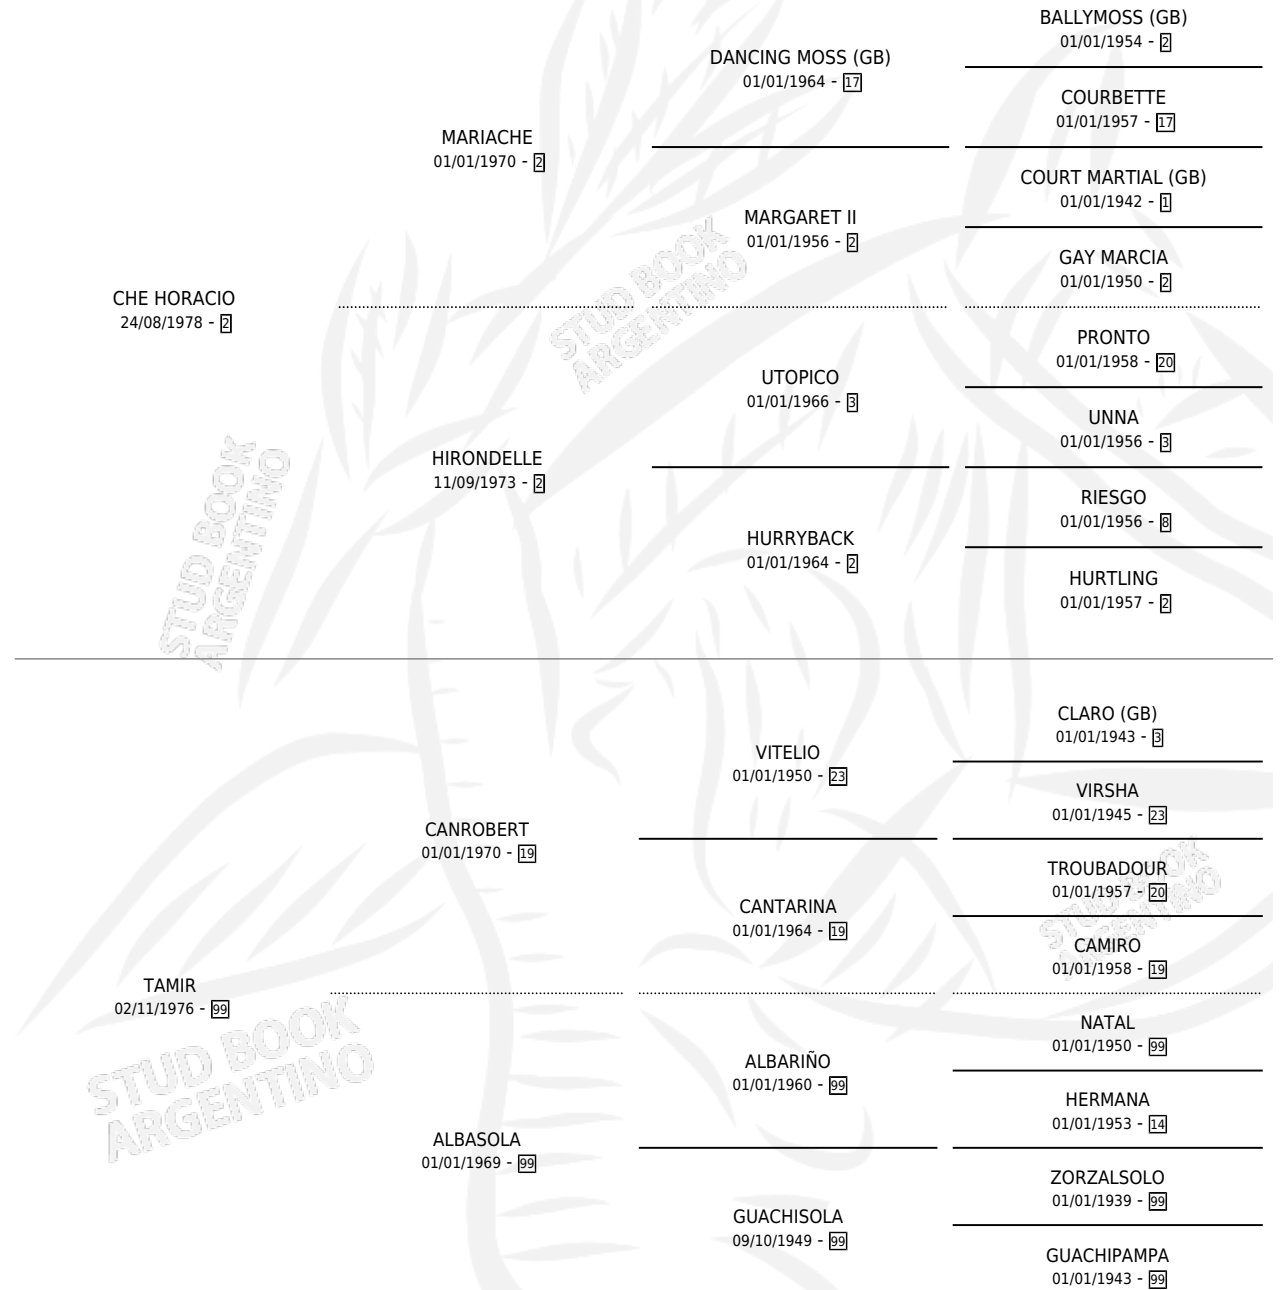 BALLYMOSS (GB)
01/01/1954 - 2
DANCING MOSS (GB)
01/01/1964 - 17
COURBETTE
01/01/1957 - 17
MARIACHE
01/01/1970 - 2
COURT MARTIAL (GB)
01/01/1942 - 1
MARGARET II
01/01/1956 - 2
GAY MARCIA
01/01/1950 - 2
CHE HORACIO
24/08/1978 - 2
PRONTO
01/01/1958 - 20
UTOPICO
01/01/1966 - 3
UNNA
01/01/1956 - 3
HIRONDELLE
11/09/1973 - 2
RIESGO
01/01/1956 - 8
HURRYBACK
01/01/1964 - 2
HURTLING
01/01/1957 - 2
CLARO (GB)
01/01/1943 - 3
VITELIO
01/01/1950 - 23
VIRSHA
01/01/1945 - 23
CANROBERT
01/01/1970 - 19
TROUBADOUR
01/01/1957 - 20
CANTARINA
01/01/1964 - 19
CAMIRO
01/01/1958 - 19
TAMIR
02/11/1976 - 99
NATAL
01/01/1950 - 99
ALBARIÑO
01/01/1960 - 99
HERMANA
01/01/1953 - 14
ALBASOLA
01/01/1969 - 99
ZORZALSOLO
01/01/1939 - 99
GUACHISOLA
09/10/1949 - 99
GUACHIPAMPA
01/01/1943 - 99
STUD BOOK
ARGENTINO
STUD BOOK
ARGENTINO
STUD BOOK
ARGENTINO
STUD BOOK
ARGENTINO